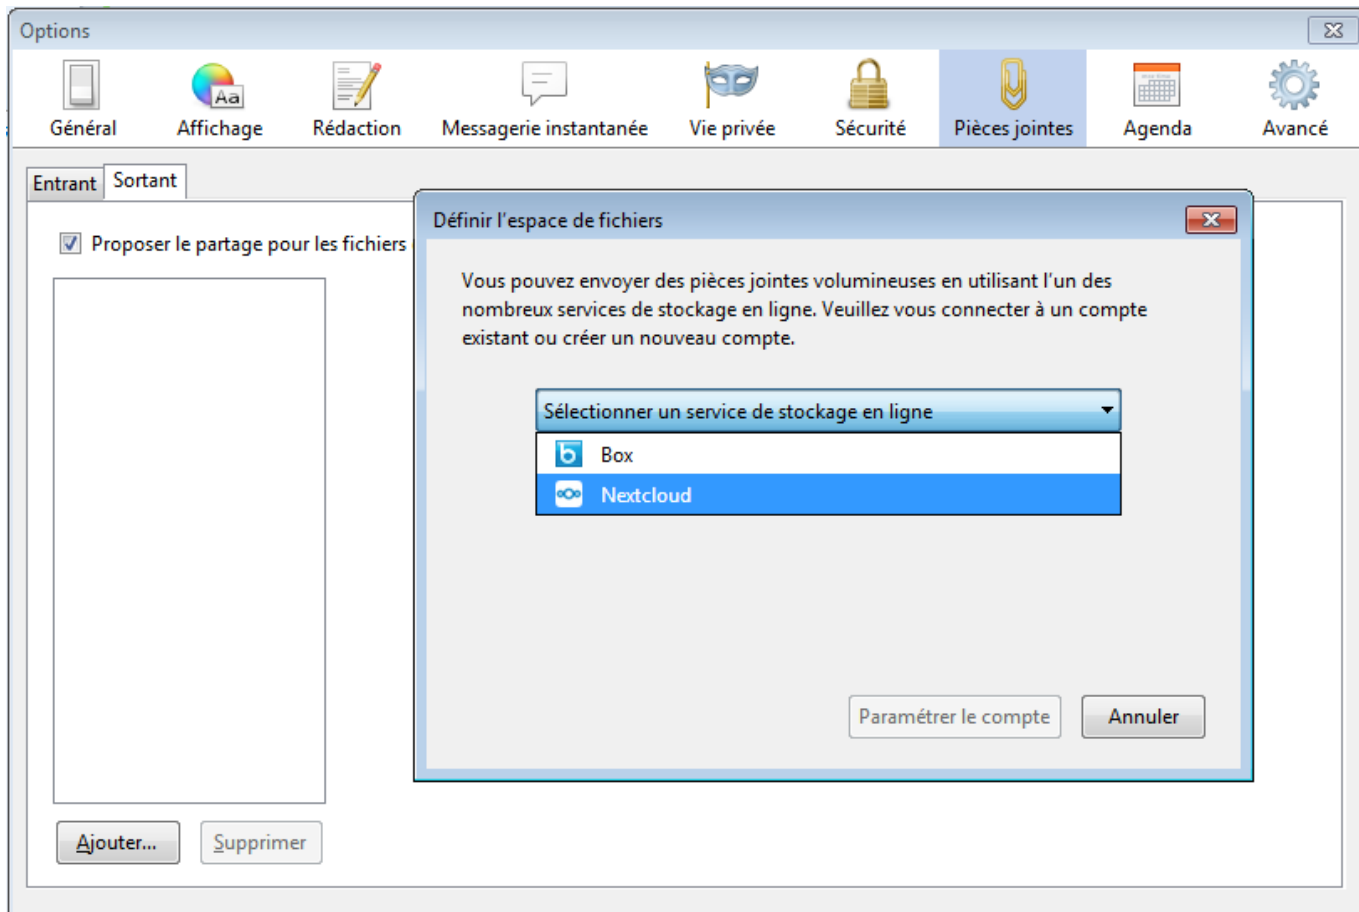 Options
Général
Affichage
Rédaction
Messagerie instantanée
Vie privée
Sécurité
Pièces jointes
Agenda
Avancé
Entrant
Sortant
Proposer le partage pour les fichiers
Définir l'espace de fichiers
Vous pouvez envoyer des pièces jointes volumineuses en utilisant l'un des
nombreux services de stockage en ligne. Veuillez vous connecter à un compte
existant ou créer un nouveau compte.
Sélectionner un service de stockage en ligne
Box
Nextcloud
Paramétrer le compte
Annuler
Ajouter...
Supprimer